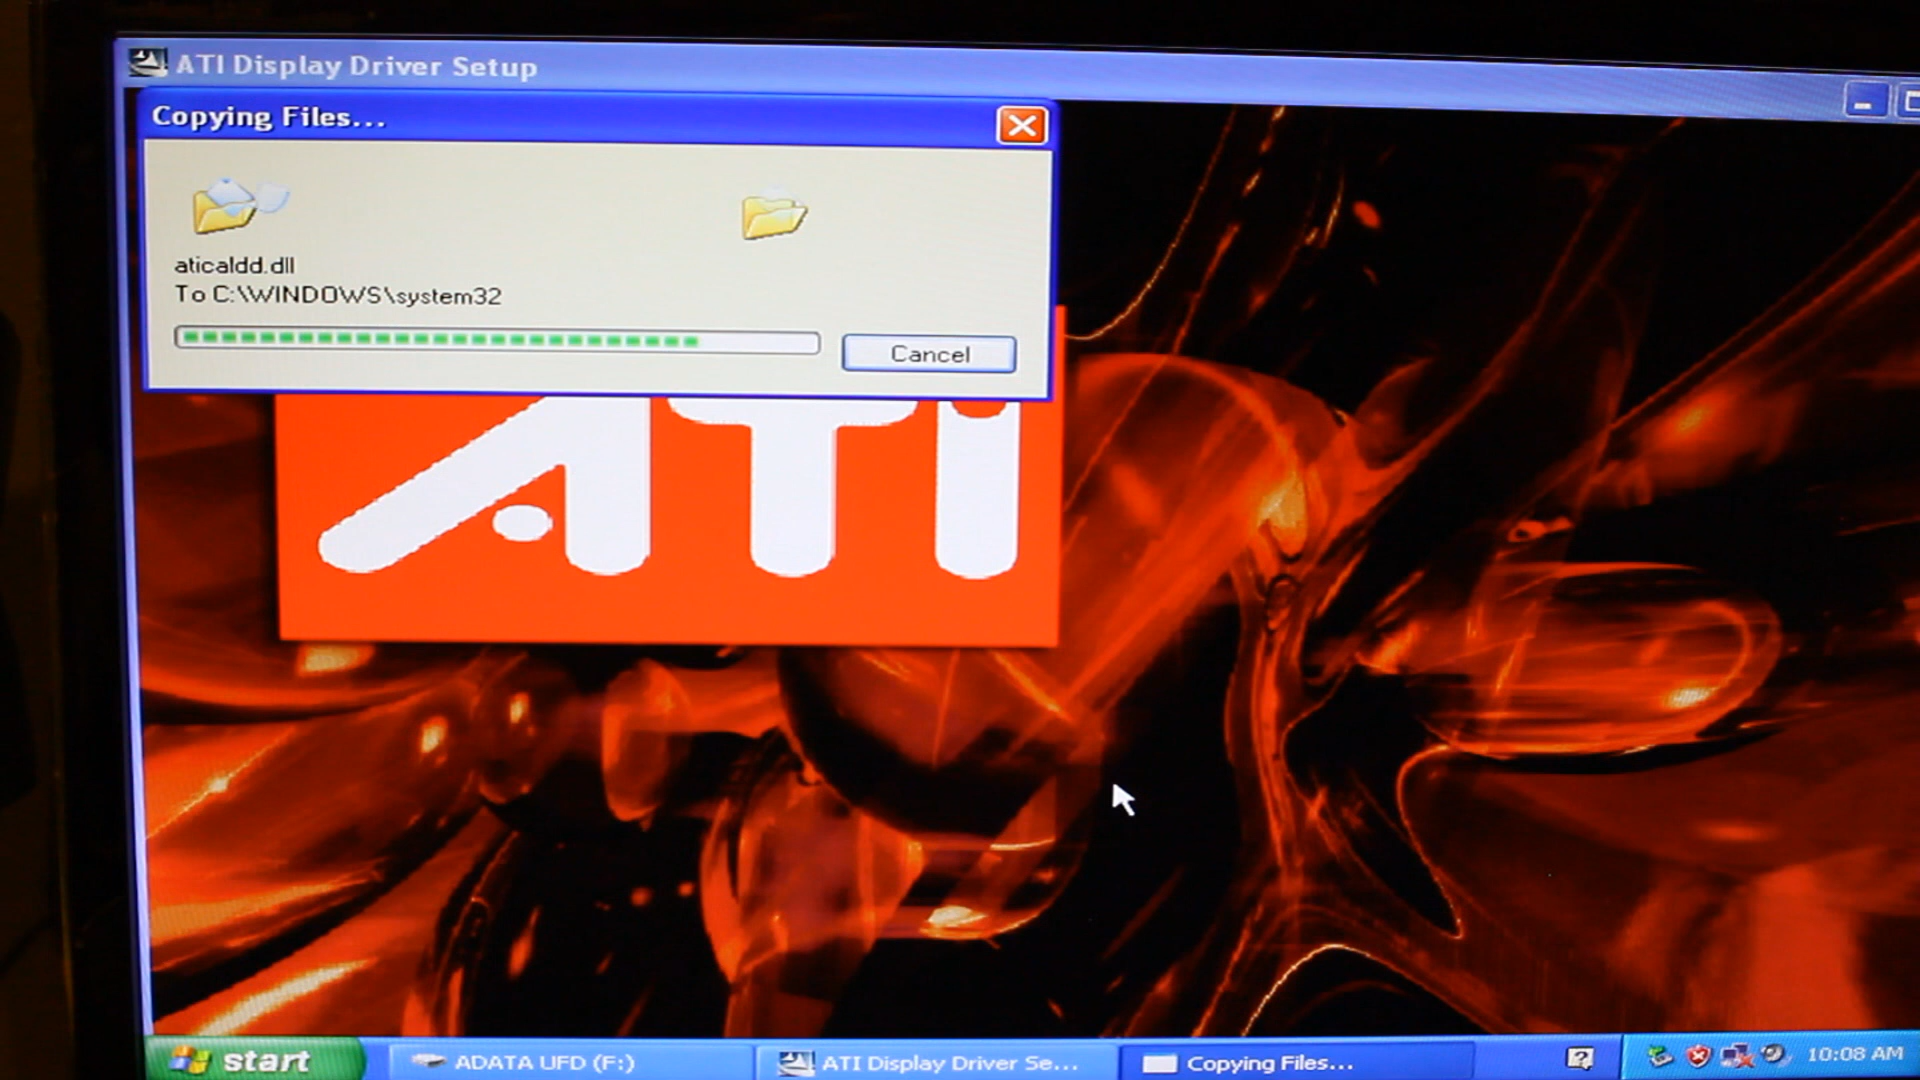 ATI Display Driver Setup
Copying Files...
aticaldd.dll
To C:\WINDOWS\system32
Cancel
ATI
start
ADATA UFD (F:)
ATI Display Driver Se...
Copying Files...
10:08 AM